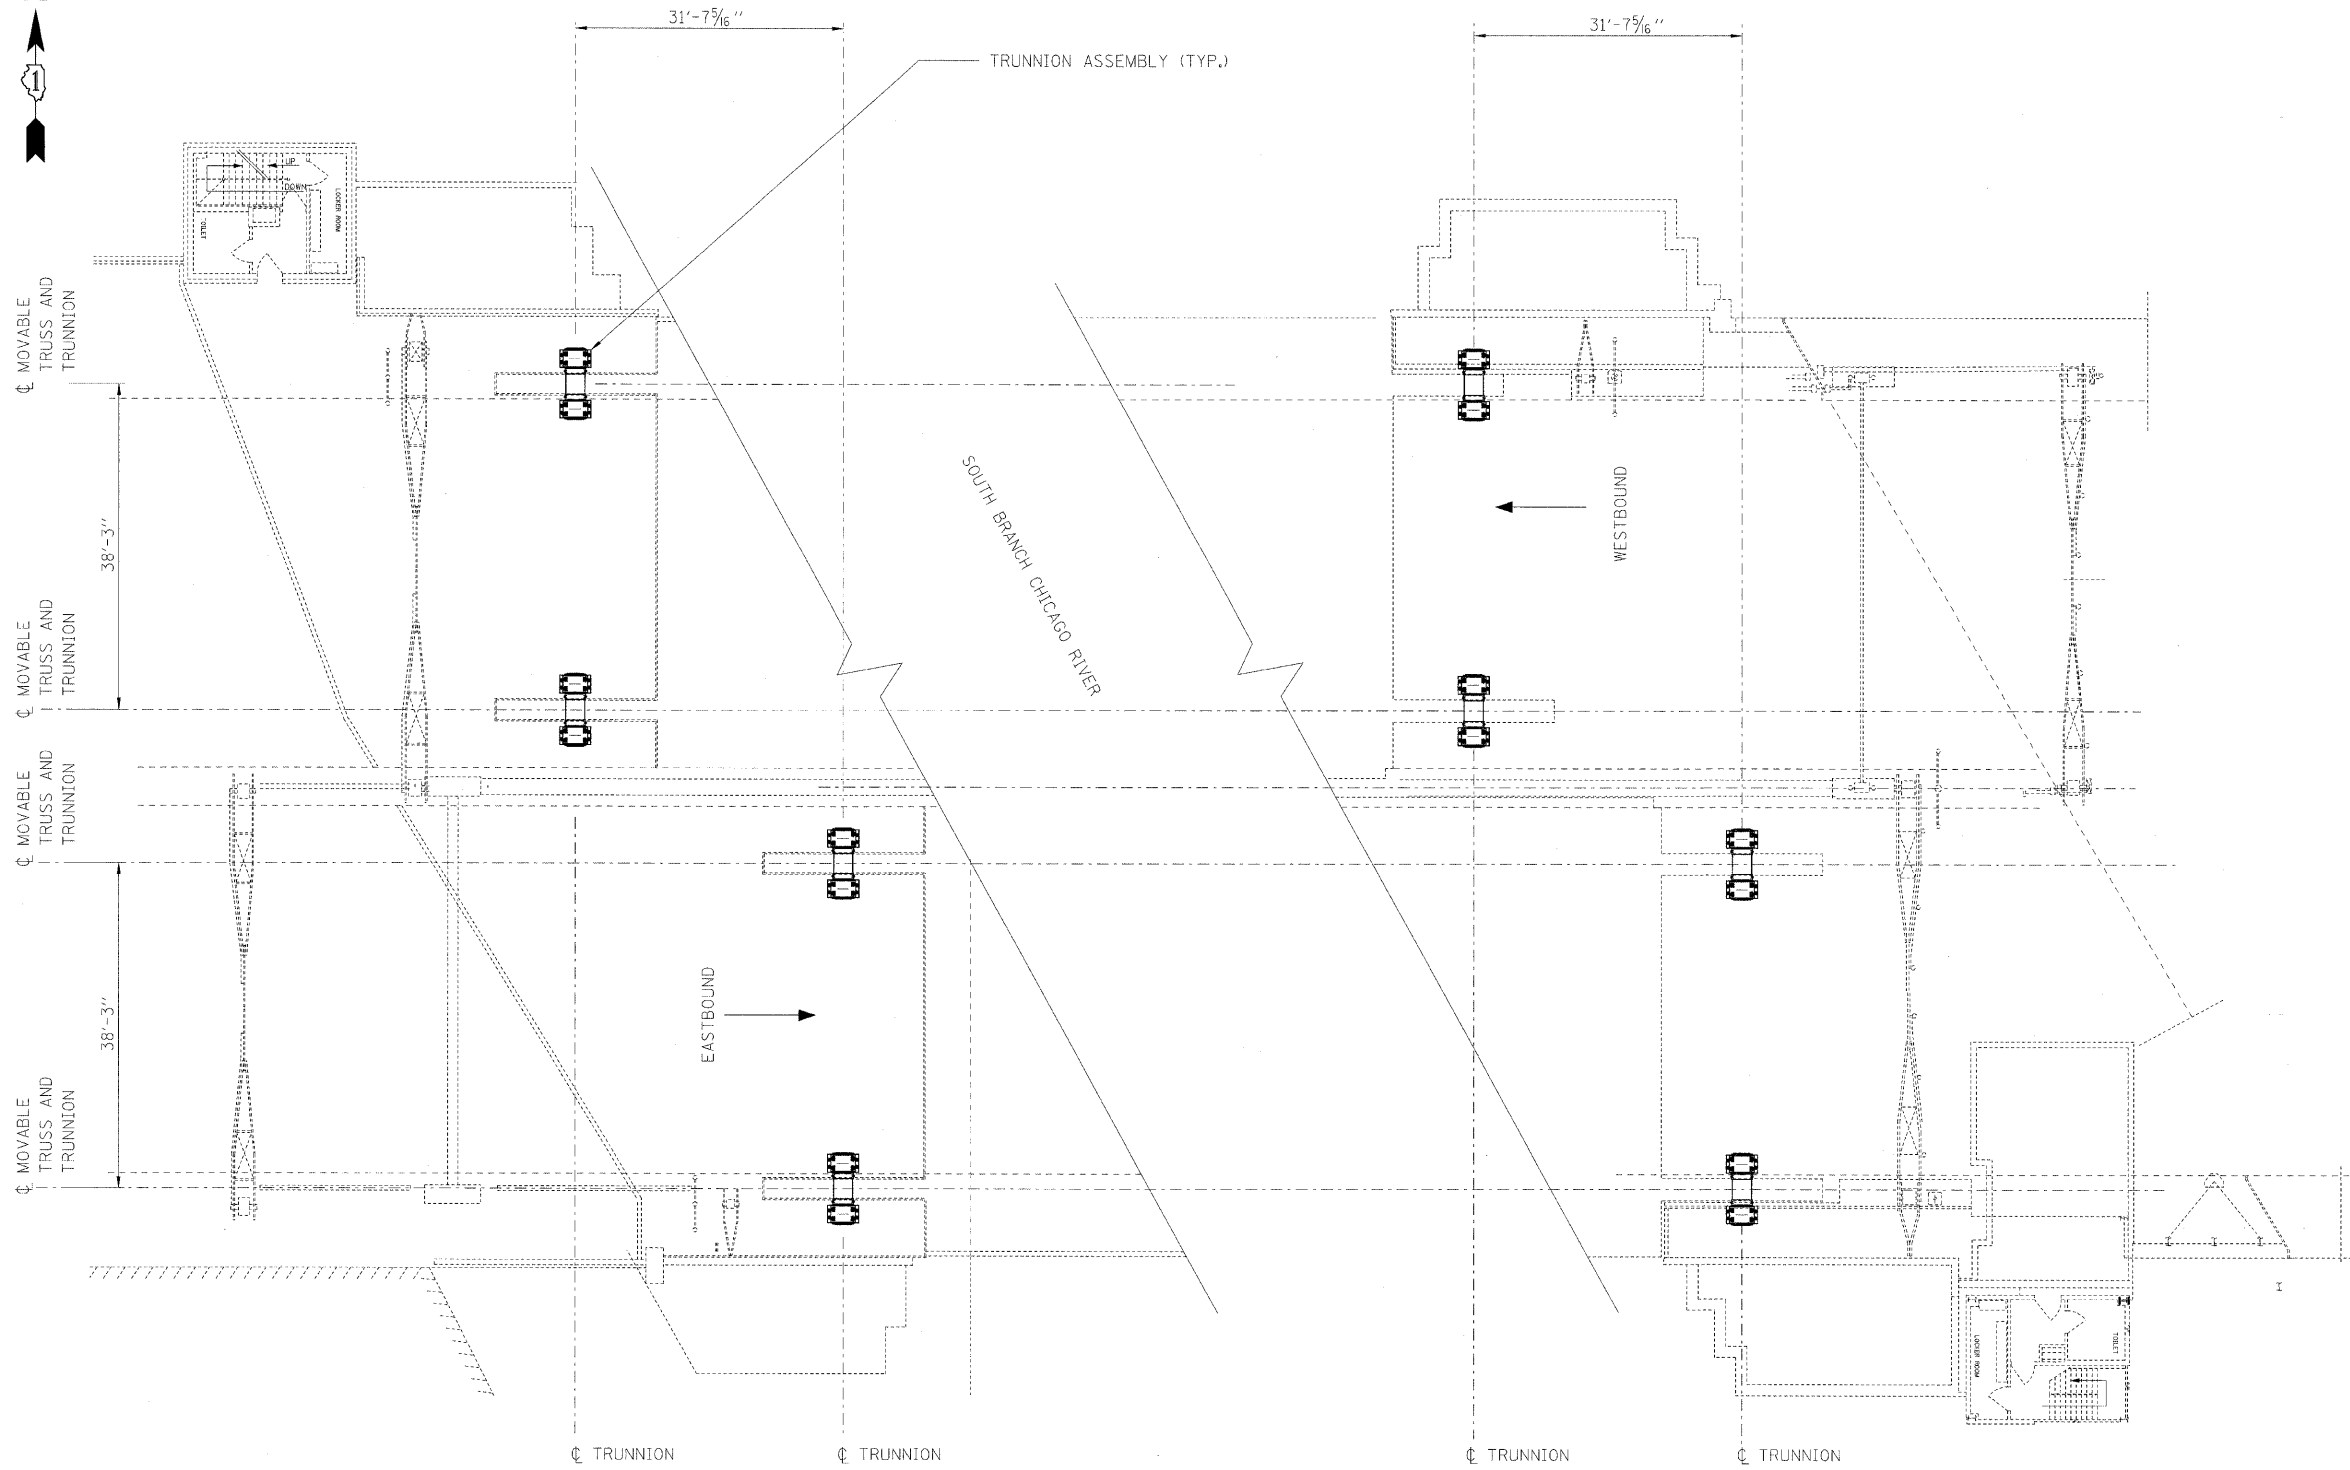 31'-7 5/16"
31'-7 5/16"
TRUNNION ASSEMBLY (TYP.)
1
UP
DOWN
LOCKER ROOM
TOILET
℄ MOVABLE
TRUSS AND
TRUNNION
38'-3"
SOUTH BRANCH CHICAGO RIVER
WESTBOUND
℄ MOVABLE
TRUSS AND
TRUNNION
℄ MOVABLE
TRUSS AND
TRUNNION
38'-3"
EASTBOUND
℄ MOVABLE
TRUSS AND
TRUNNION
LOCKER ROOM
TOILET
℄ TRUNNION
℄ TRUNNION
℄ TRUNNION
℄ TRUNNION